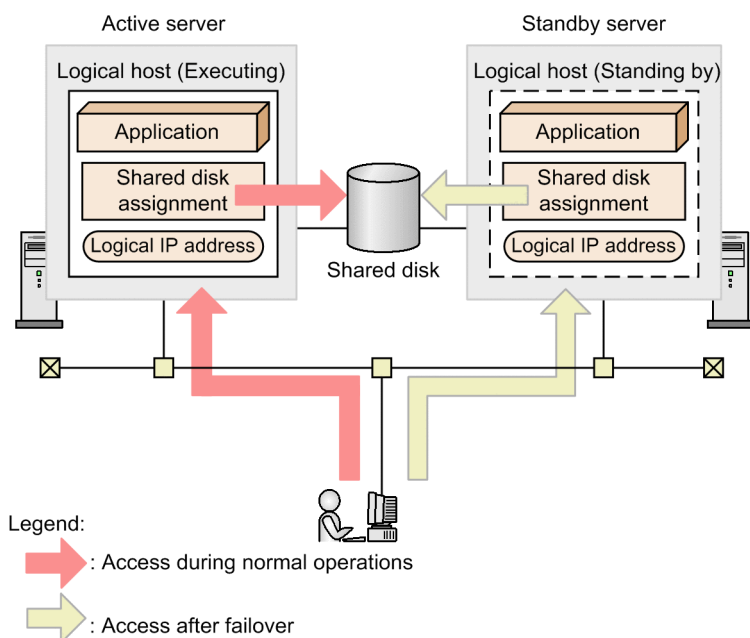 Active server
Standby server
Logical host (Executing)
Logical host (Standing by)
Application
Application
Shared disk
assignment
Shared disk
assignment
Logical IP address
Logical IP address
Shared disk
Legend:
: Access during normal operations
: Access after failover